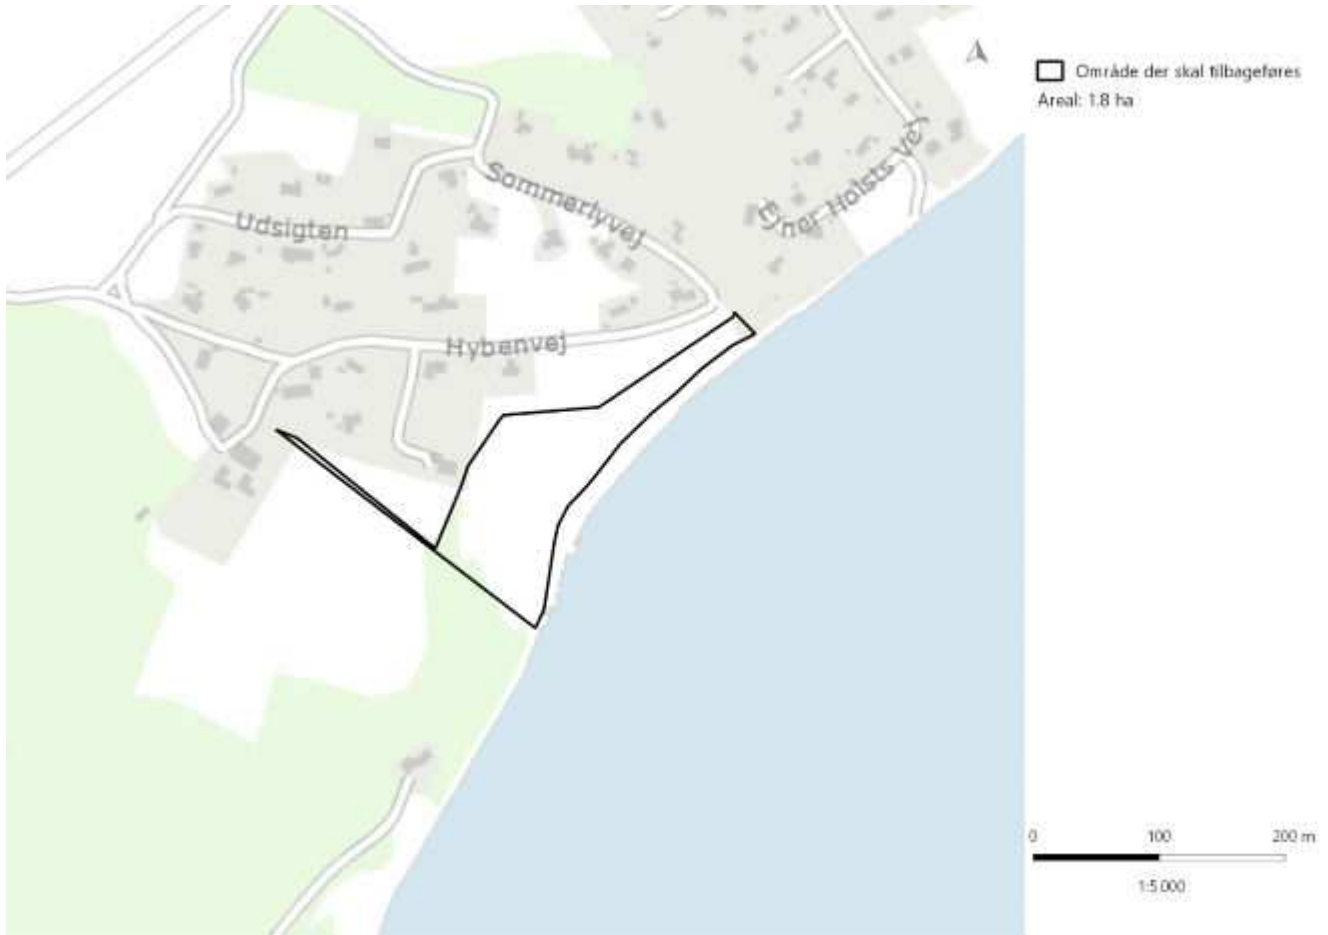 Område der skal tilbageføres
Areal: 1.8 ha
Sommerlyvej
Ejner Holsts Vej
Udsigten
Hybenvej
0 100 200 m
1:5.000